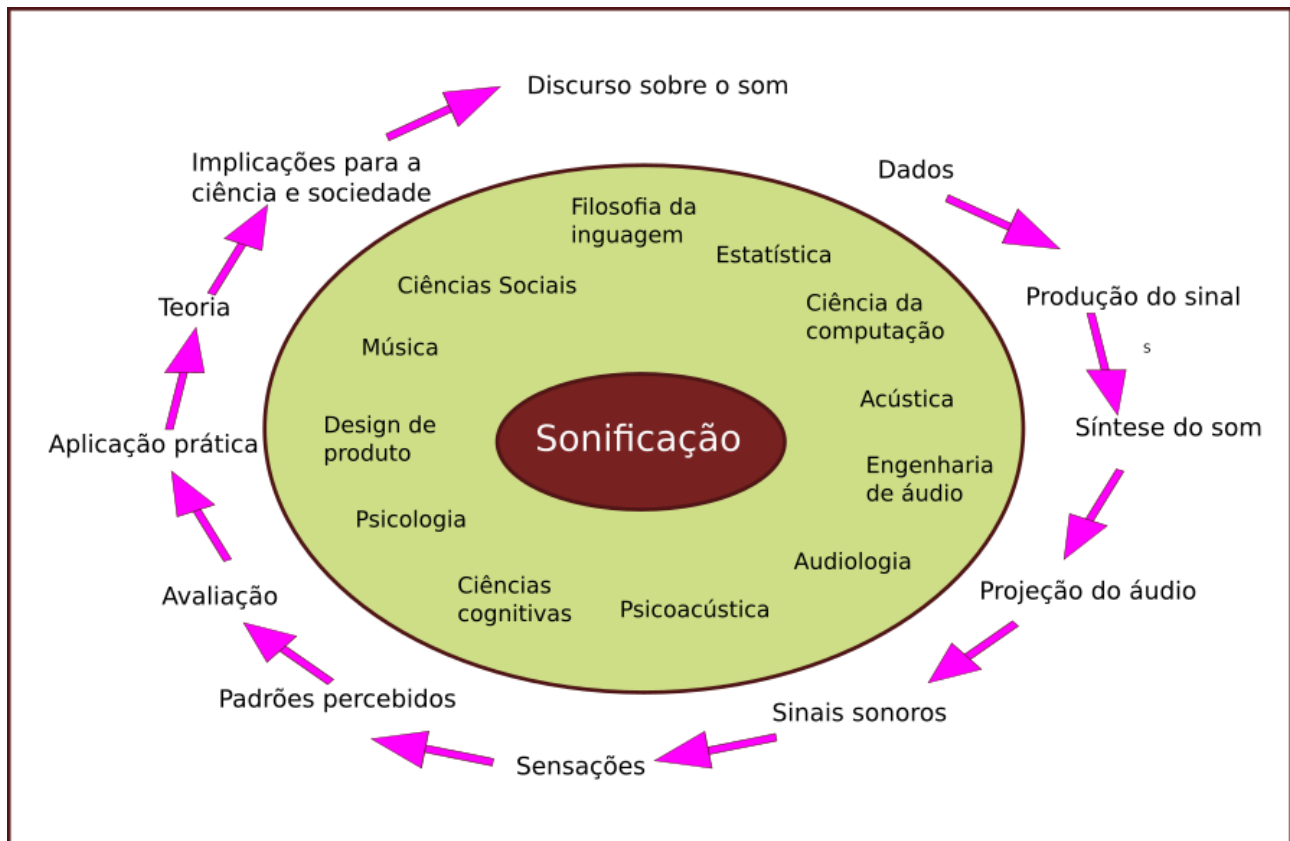 Discurso sobre o som
Dados
Implicações para a
ciência e sociedade
Filosofia da
inguagem
Estatística
Ciências Sociais
Ciência da
computação
Produção do sinal
Teoria
Música
s
Acústica
Design de
produto
Sonificação
Síntese do som
Aplicação prática
Engenharia
de áudio
Psicologia
Audiologia
Avaliação
Ciências
cognitivas
Psicoacústica
Projeção do áudio
Padrões percebidos
Sinais sonoros
Sensações